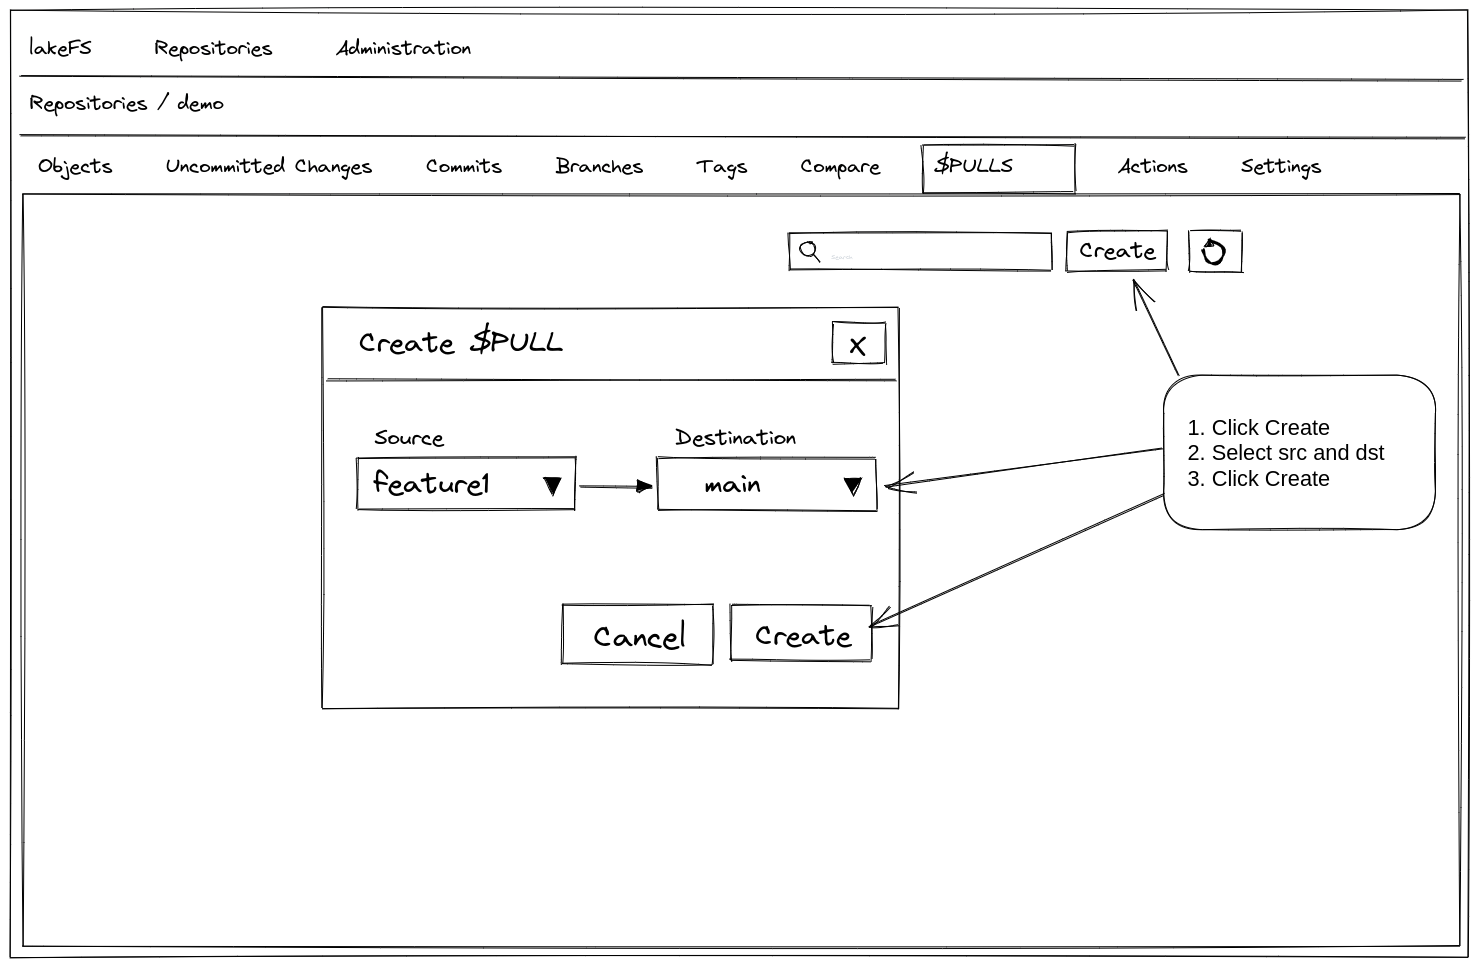 lakeFS Repositories Administration
Repositories / demo
Objects Uncommitted Changes Commits Branches Tags Compare $PULLS Actions Settings
Create
Create $PULL X
1. Click Create
2. Select src and dst
3. Click Create
Source Destination
feature1 main
Cancel Create